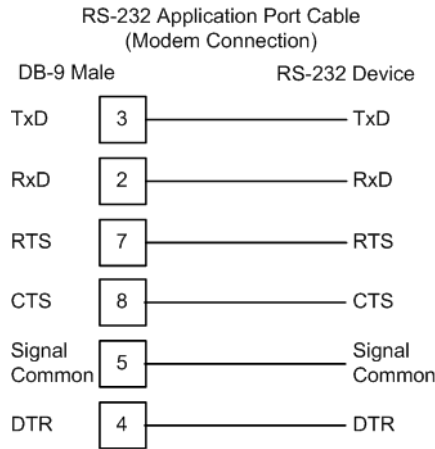 RS-232 Application Port Cable
(Modem Connection)
DB-9 Male RS-232 Device
TxD 3 TxD
RxD 2 RxD
RTS 7 RTS
CTS 8 CTS
Signal Common 5 Signal Common
DTR 4 DTR